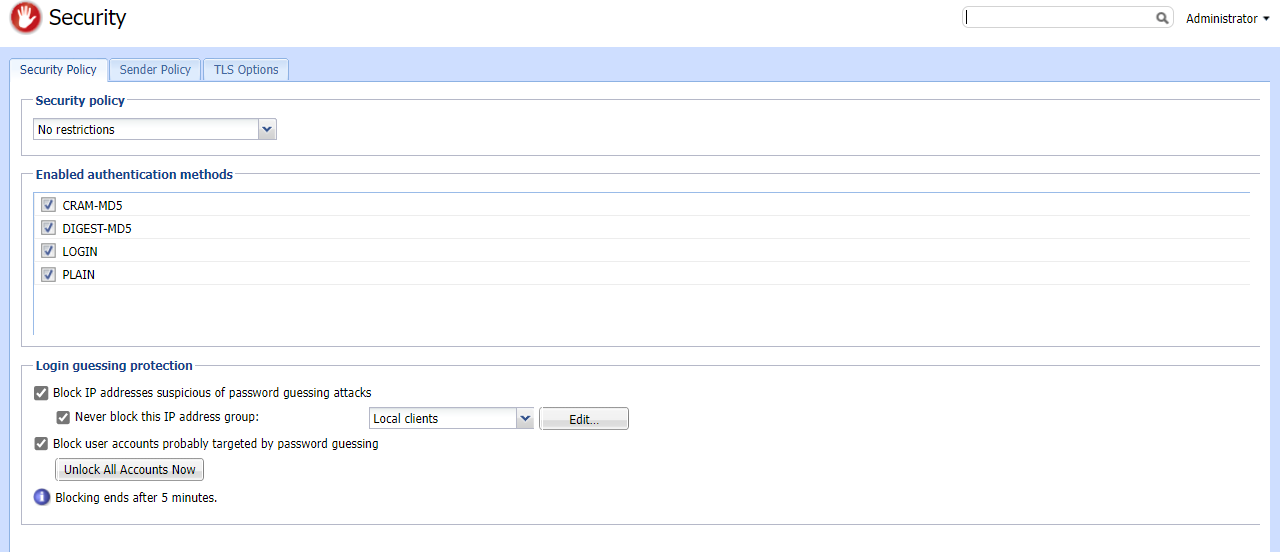 Security
Administrator
Security Policy
Sender Policy
TLS Options
Security policy
No restrictions
Enabled authentication methods
CRAM-MD5
DIGEST-MD5
LOGIN
PLAIN
Login guessing protection
Block IP addresses suspicious of password guessing attacks
Never block this IP address group:
Local clients
Edit...
Block user accounts probably targeted by password guessing
Unlock All Accounts Now
Blocking ends after 5 minutes.